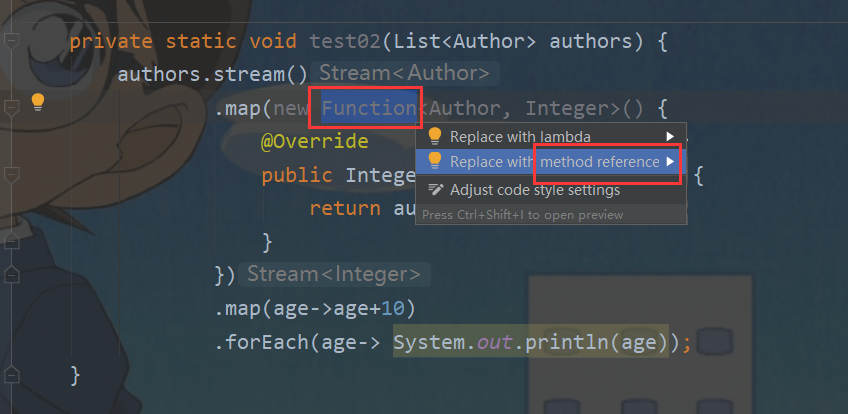 private static void test02(List<Author> authors) {
authors.stream() Stream<Author>
.map(new Function<Author, Integer>() {
Replace with lambda
@Override
Replace with method reference
public Intege {
Adjust code style settings
return au
Press Ctrl+Shift+I to open preview
}
}) Stream<Integer>
.map(age->age+10)
.forEach(age-> System.out.println(age));
}